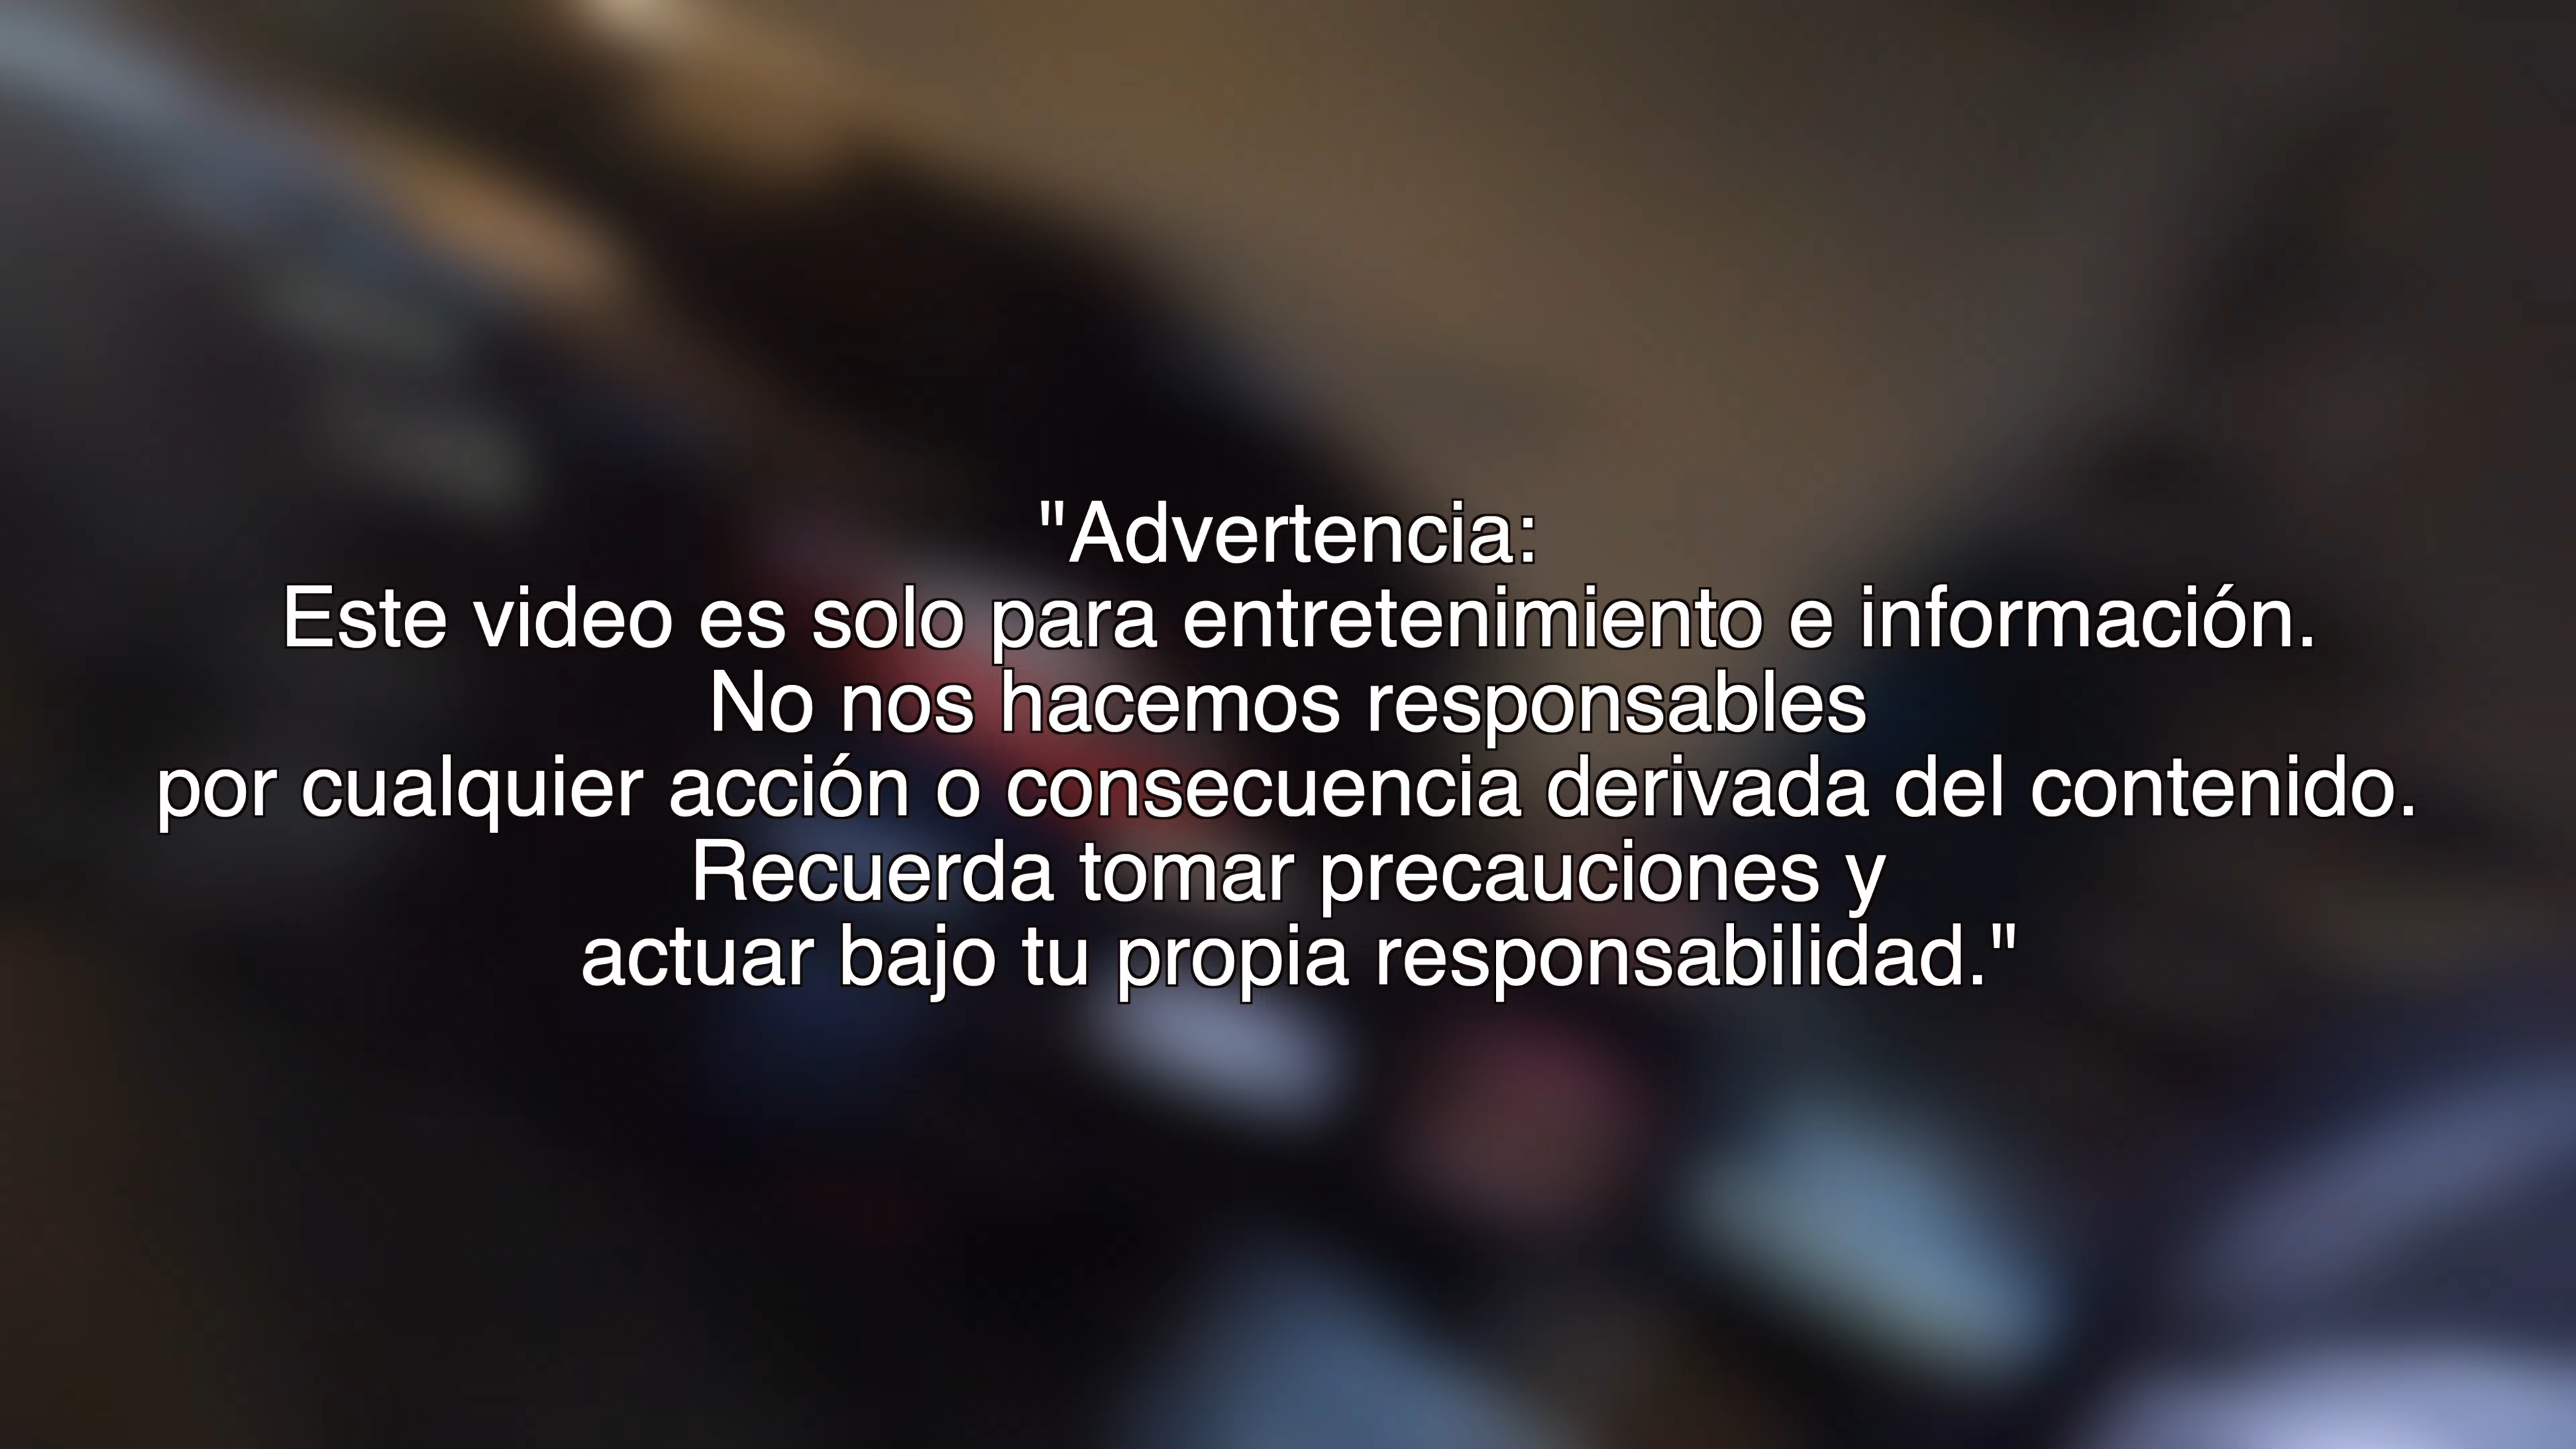 "Advertencia:
Este video es solo para entretenimiento e información.
No nos hacemos responsables
por cualquier acción o consecuencia derivada del contenido.
Recuerda tomar precauciones y
actuar bajo tu propia responsabilidad."